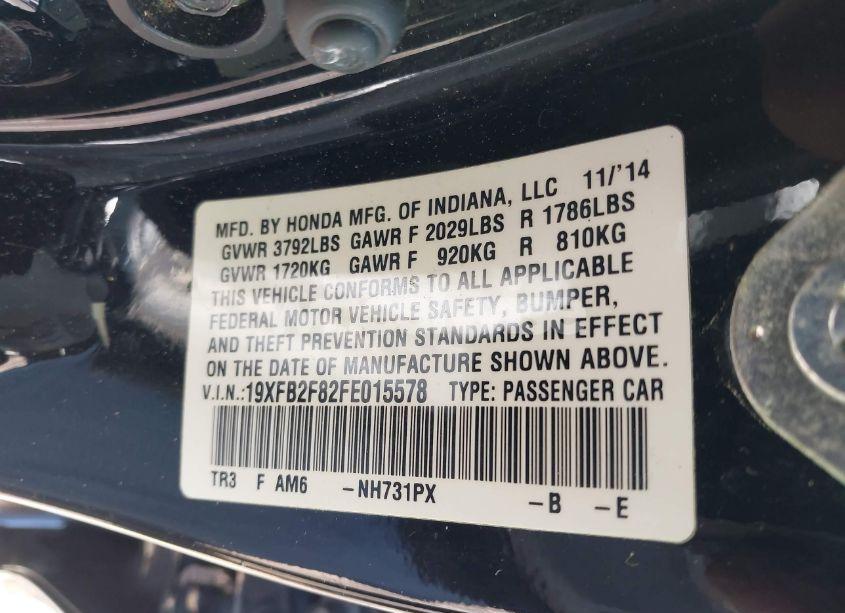 MFD. BY HONDA MFG. OF INDIANA, LLC 11/'14
GVWR 3792LBS GAWR F 2029LBS R 1786LBS
GVWR 1720KG GAWR F 920KG R 810KG
THIS VEHICLE CONFORMS TO ALL APPLICABLE
FEDERAL MOTOR VEHICLE SAFETY, BUMPER,
AND THEFT PREVENTION STANDARDS IN EFFECT
ON THE DATE OF MANUFACTURE SHOWN ABOVE.
V.I.N.:19XFB2F82FE015578 TYPE: PASSENGER CAR
TR3 F AM6 -NH731PX -B -E